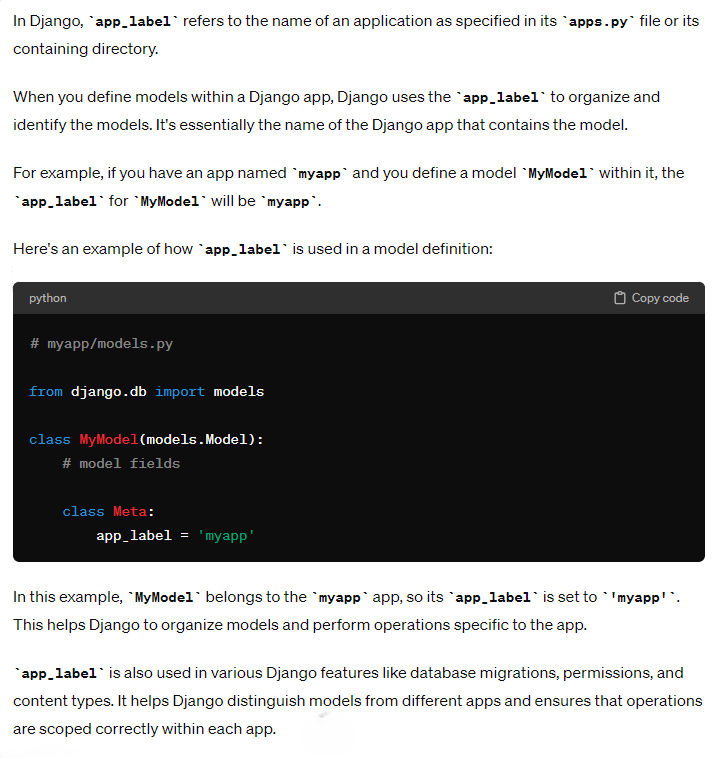 In Django, `app_label` refers to the name of an application as specified in its `apps.py` file or its
containing directory.
When you define models within a Django app, Django uses the `app_label` to organize and
identify the models. It's essentially the name of the Django app that contains the model.
For example, if you have an app named `myapp` and you define a model `MyModel` within it, the
`app_label` for `MyModel` will be `myapp`.
Here's an example of how `app_label` is used in a model definition:
python
Copy code
# myapp/models.py
from django.db import models
class MyModel(models.Model):
    # model fields
    class Meta:
        app_label = 'myapp'
In this example, `MyModel` belongs to the `myapp` app, so its `app_label` is set to `'myapp'`.
This helps Django to organize models and perform operations specific to the app.
`app_label` is also used in various Django features like database migrations, permissions, and
content types. It helps Django distinguish models from different apps and ensures that operations
are scoped correctly within each app.